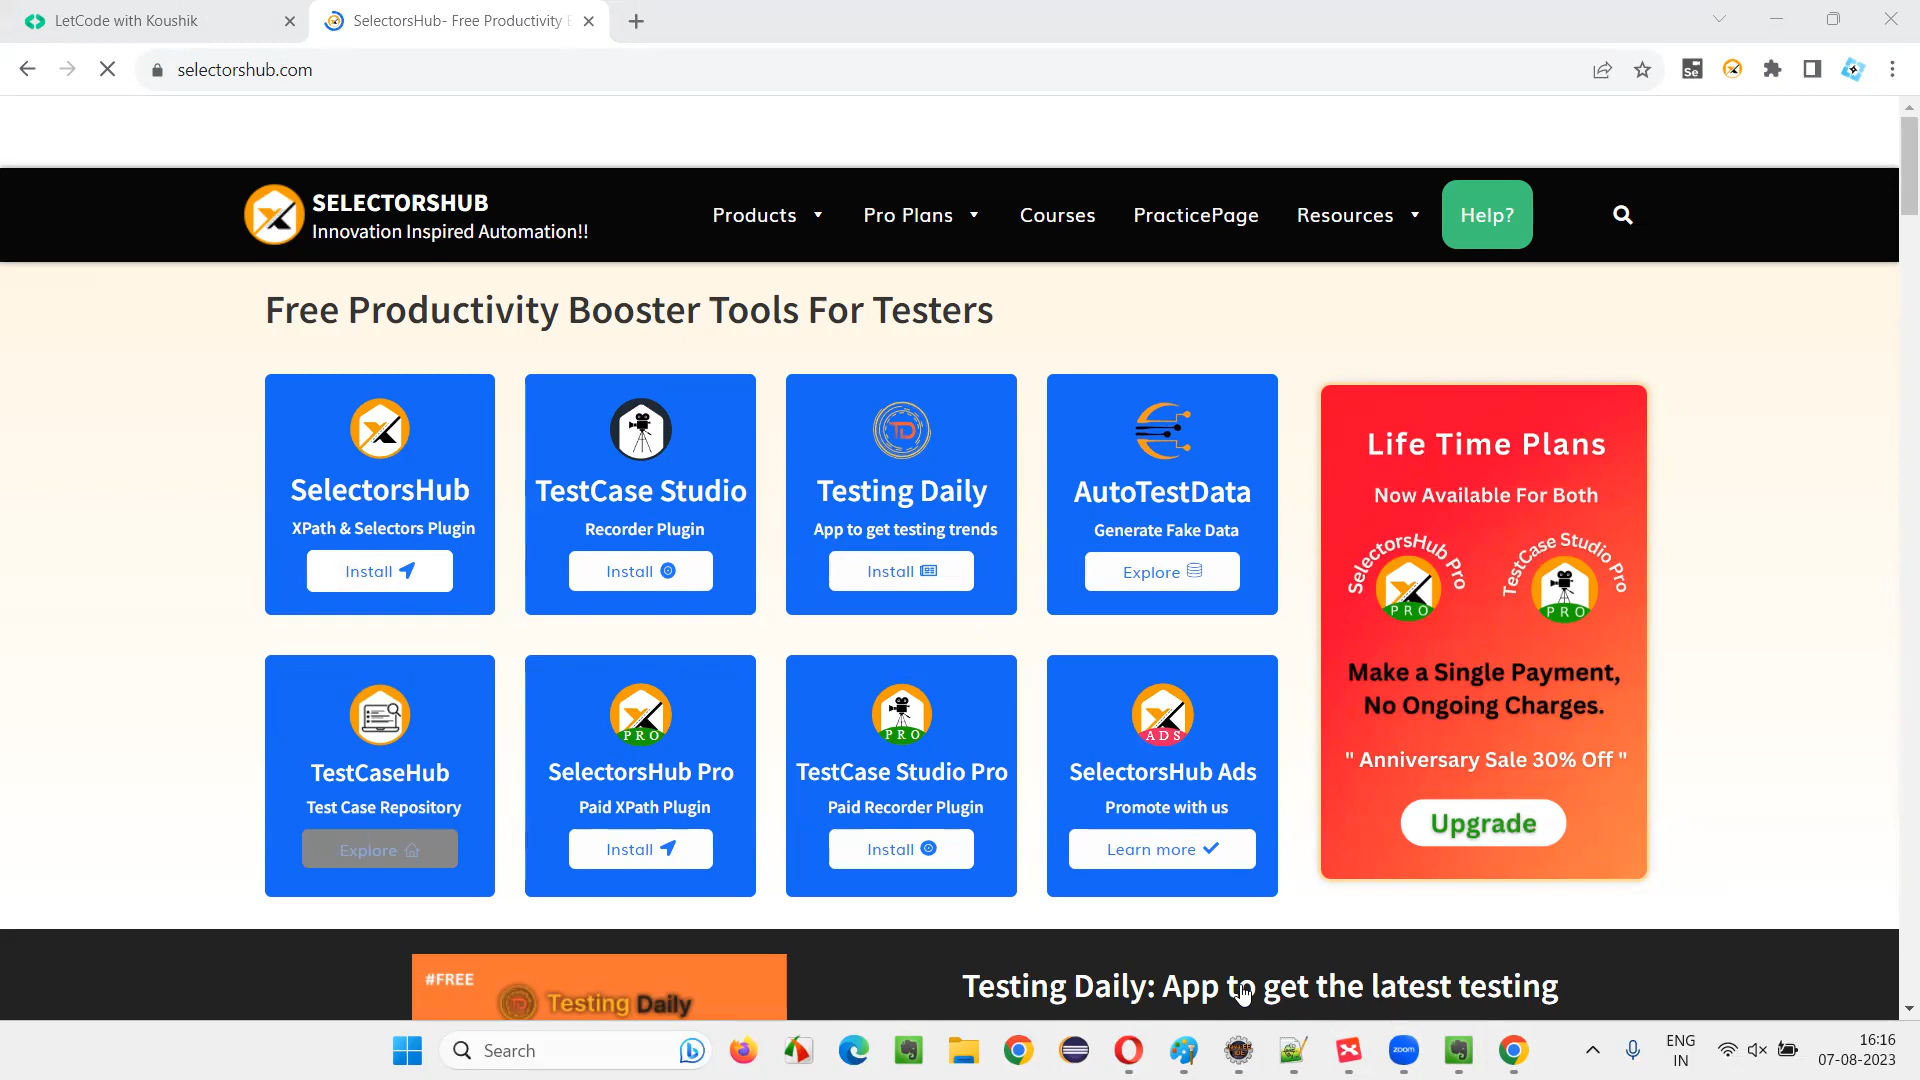 LetCode with Koushik
SelectorsHub- Free Productivity
selectorshub.com
SELECTORSHUB
Innovation Inspired Automation!!
Products
Pro Plans
Courses
PracticePage
Resources
Help?
Free Productivity Booster Tools For Testers
SelectorsHub
XPath & Selectors Plugin
Install
TestCase Studio
Recorder Plugin
Install
TD
Testing Daily
App to get testing trends
Install
AutoTestData
Generate Fake Data
Explore
Life Time Plans
Now Available For Both
SelectorsHub Pro
PRO
TestCase Studio Pro
PRO
Make a Single Payment,
No Ongoing Charges.
" Anniversary Sale 30% Off "
Upgrade
TestCaseHub
Test Case Repository
Explore
PRO
SelectorsHub Pro
Paid XPath Plugin
Install
PRO
TestCase Studio Pro
Paid Recorder Plugin
Install
ADS
SelectorsHub Ads
Promote with us
Learn more
#FREE
Testing Daily
Testing Daily: App to get the latest testing
Search
zoom
ENG
IN
16:16
07-08-2023